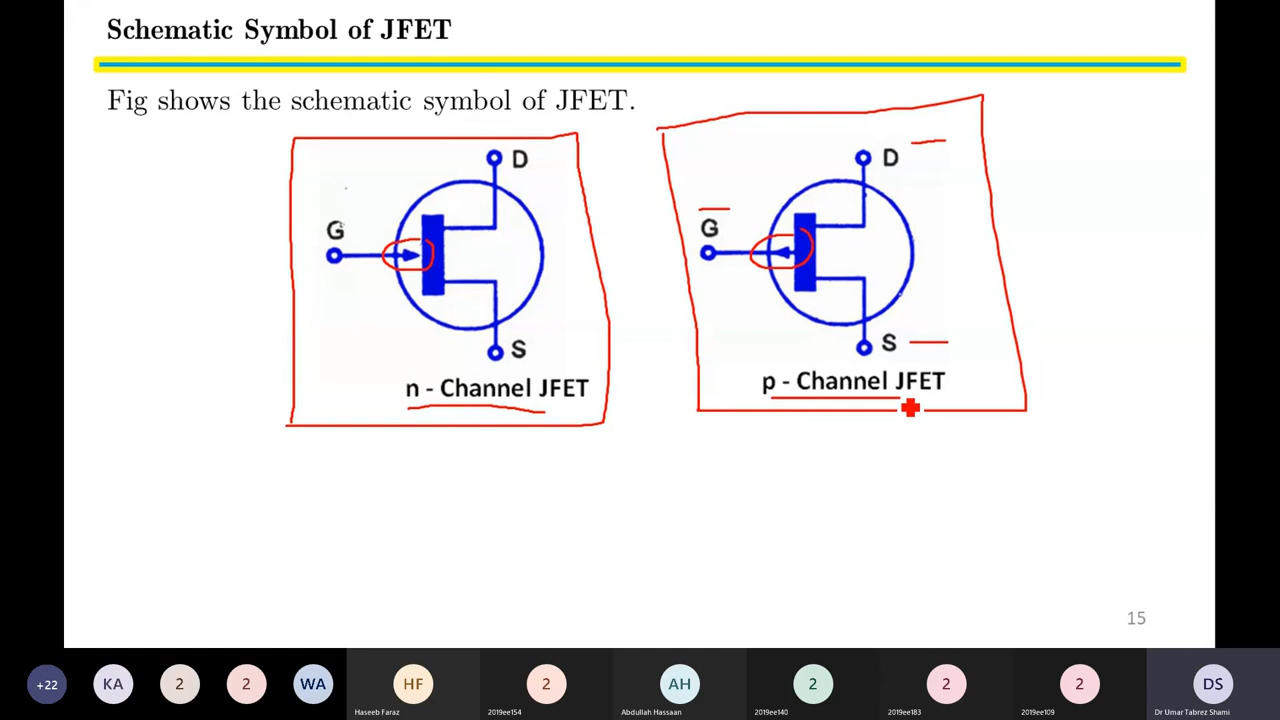 Schematic Symbol of JFET
Fig shows the schematic symbol of JFET.
D
G
S
n - Channel JFET
D
G
S
p - Channel JFET
15
+22
KA
2
2
WA
HF
Haseeb Faraz
2
2019ee154
AH
Abdullah Hassaan
2
2019ee140
2
2019ee183
2
2019ee109
DS
Dr Umar Tabrez Shami